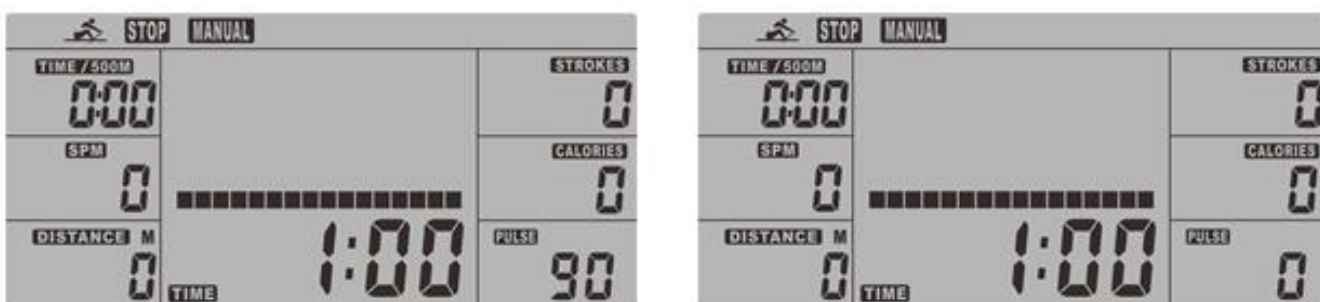 STOP MANUAL
TIME / 500M
0:00
SPM
0
DISTANCE M
0
1:00
TIME
STROKES
0
CALORIES
0
PULSE
90
STOP MANUAL
TIME / 500M
0:00
SPM
0
DISTANCE M
0
1:00
TIME
STROKES
0
CALORIES
0
PULSE
0